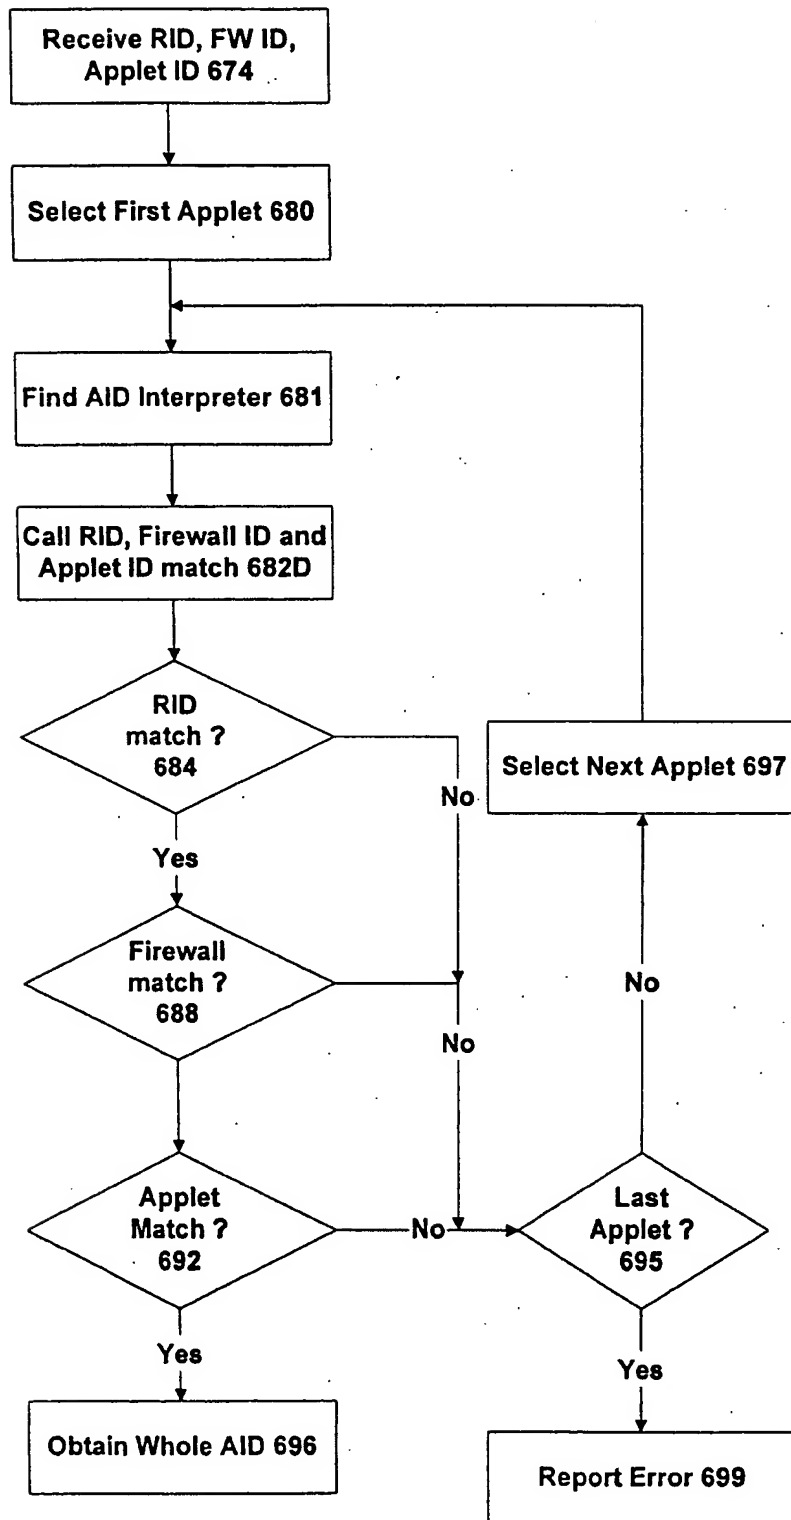 Receive RID, FW ID,
Applet ID 674
Select First Applet 680
Find AID Interpreter 681
Call RID, Firewall ID and
Applet ID match 682D
RID
match ?
684
No
Select Next Applet 697
Yes
Firewall
match ?
688
No
No
Applet
Match ?
692
No
Last
Applet ?
695
Yes
Yes
Obtain Whole AID 696
Report Error 699